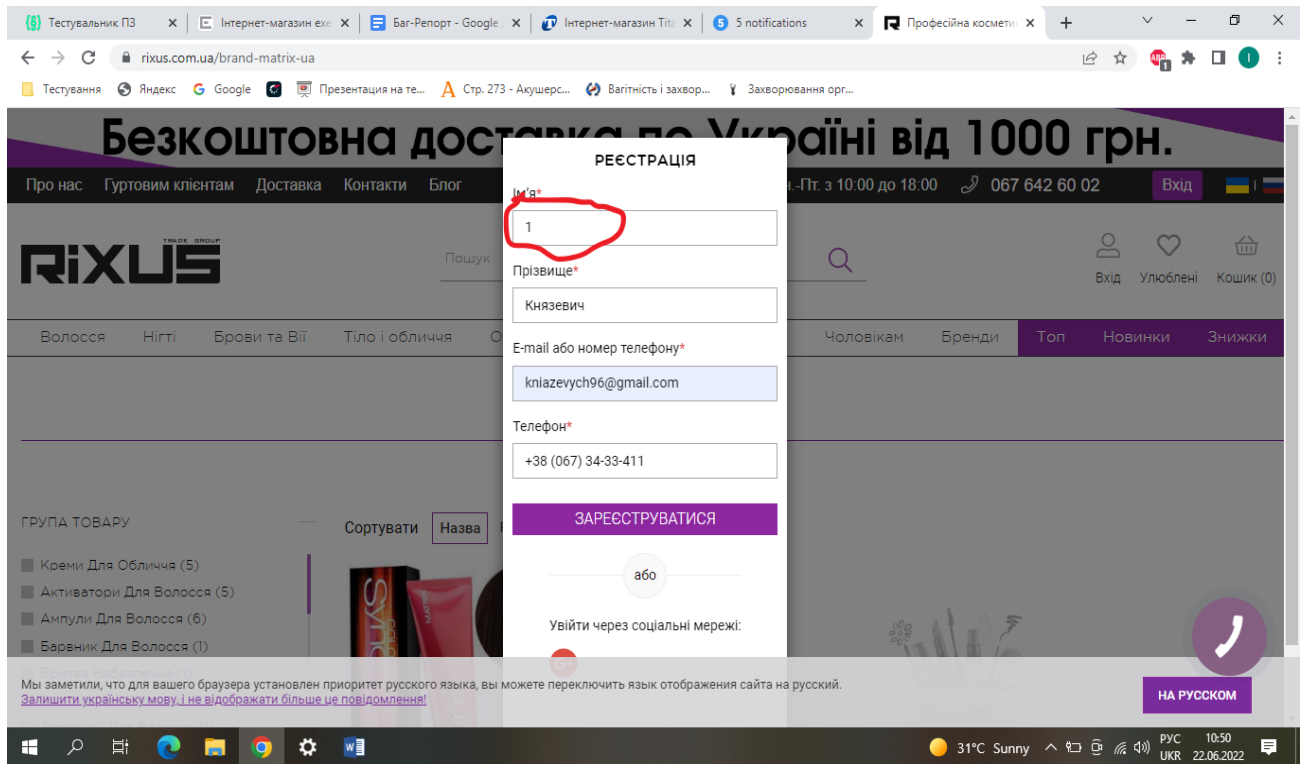 Тестувальник ПЗ
Інтернет-магазин exe
Баг-Репорт - Google
Інтернет-магазин Tita
5 5 notifications
Професійна космети
rixus.com.ua/brand-matrix-ua
Тестування Яндекс Google Презентация на те... Стр. 273 - Акушерс... Вагітність і захвор... Захворювання орг...
Безкоштовна доставка по Україні від 1000 грн.
Про нас Гуртовим клієнтам Доставка Контакти Блог
-Пт. з 10:00 до 18:00 067 642 60 02 Вхід
RiXUS
TRADE GROUP
Пошук
Вхід Улюблені Кошик (0)
Волосся Нігті Брови та Вії Тіло і обличчя Чоловікам Бренди Топ Новинки Знижки
РЕЄСТРАЦІЯ
Ім'я*
1
Прізвище*
Князевич
E-mail або номер телефону*
kniazevych96@gmail.com
Телефон*
+38 (067) 34-33-411
ЗАРЕЄСТРУВАТИСЯ
або
Увійти через соціальні мережі:
G+
ГРУПА ТОВАРУ
Сортувати Назва
Креми Для Обличчя (5)
Активатори Для Волосся (5)
Ампули Для Волосся (6)
Барвник Для Волосся (1)
MATRIX
Мы заметили, что для вашего браузера установлен приоритет русского языка, вы можете переключить язык отображения сайта на русский.
Залишити українську мову, і не відображати більше це повідомлення!
НА РУССКОМ
31°C Sunny
РУС
UKR
10:50
22.06.2022